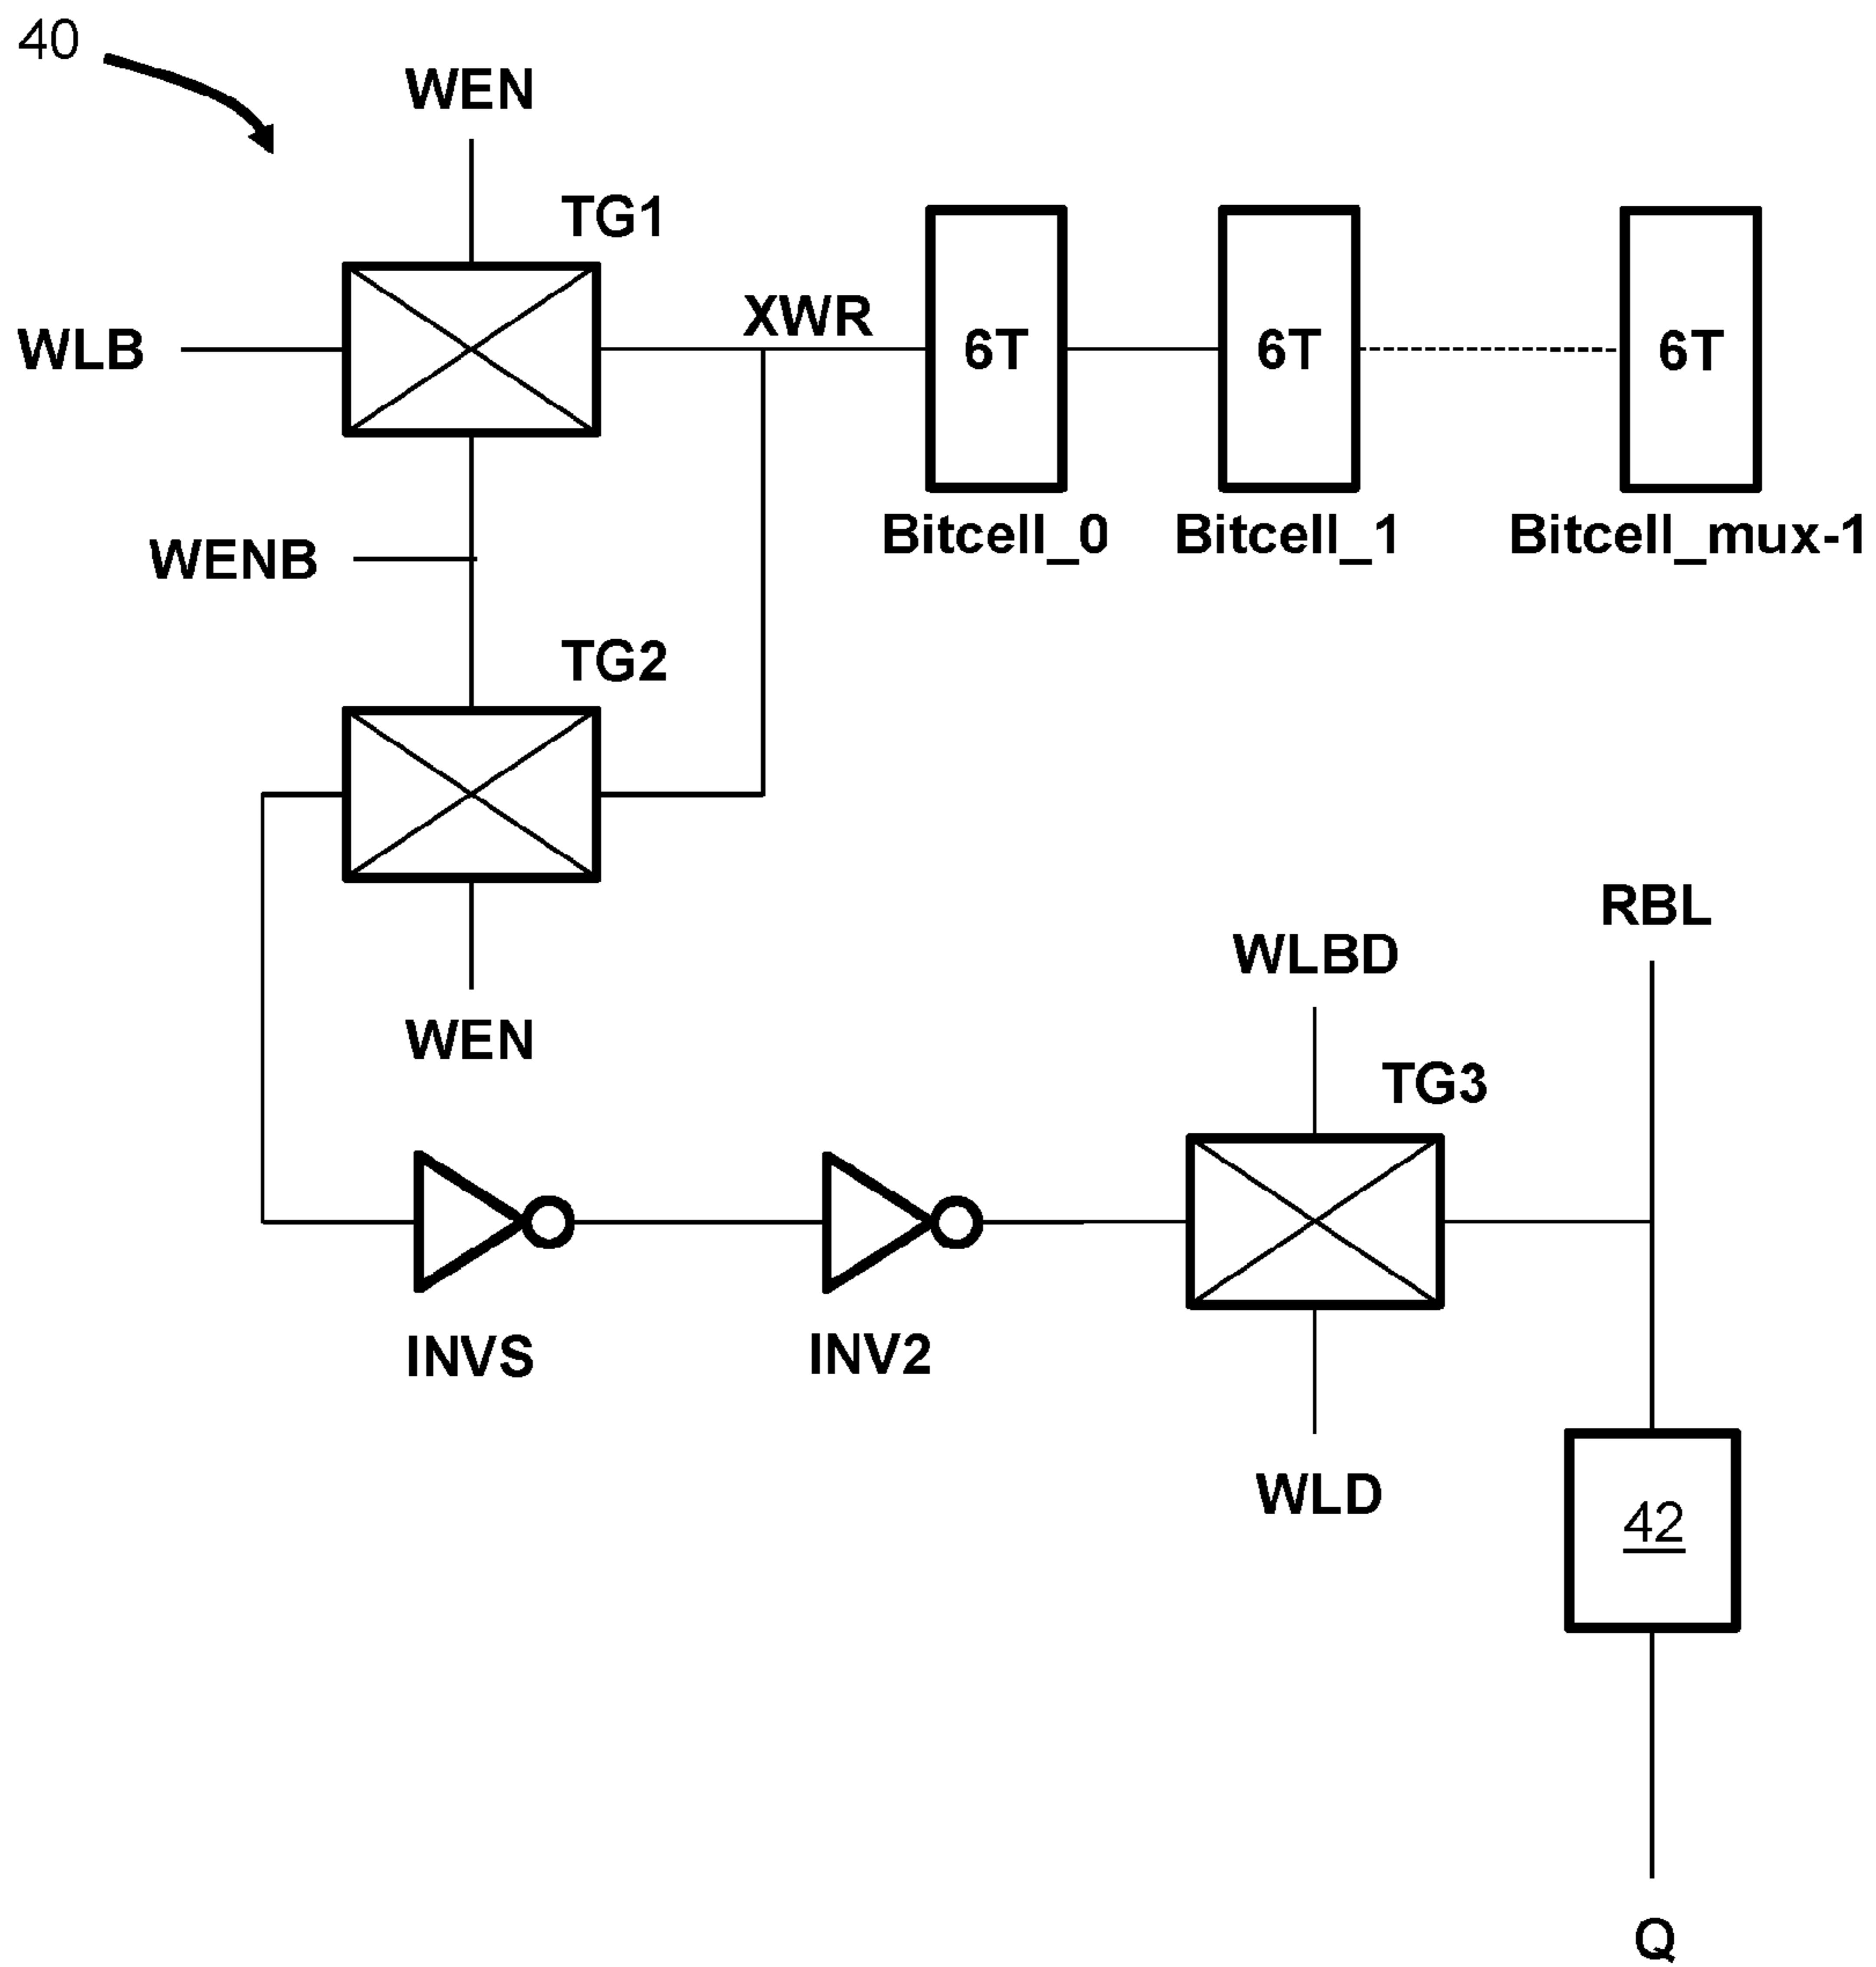 40
WEN
TG1
WLB
XWR
6T
6T
6T
Bitcell_0
Bitcell_1
Bitcell_mux-1
WENB
TG2
WEN
RBL
WLBD
TG3
INVS
INV2
WLD
42
Q